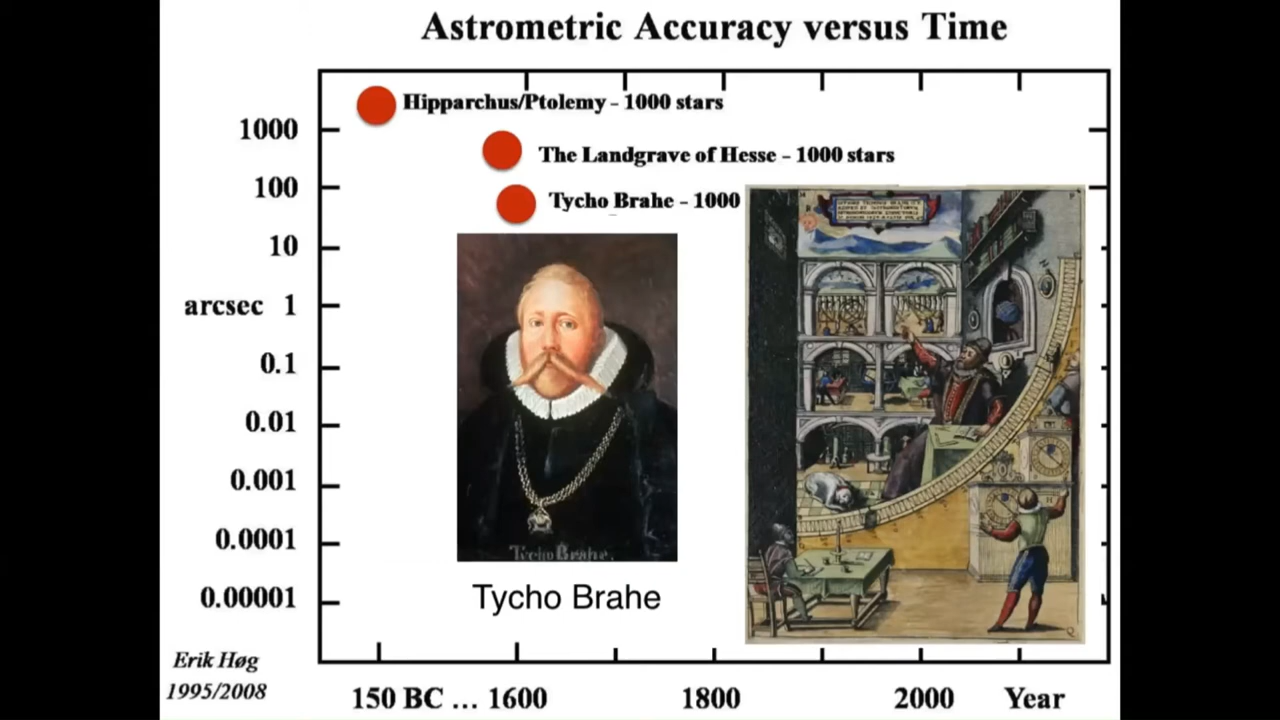 Astrometric Accuracy versus Time
Hipparchus/Ptolemy - 1000 stars
1000
The Landgrave of Hesse - 1000 stars
100
Tycho Brahe - 1000
10
arcsec 1
0.1
0.01
0.001
0.0001
Tycho Brahe.
0.00001
Tycho Brahe
Erik Høg
1995/2008
150 BC ... 1600 1800 2000 Year